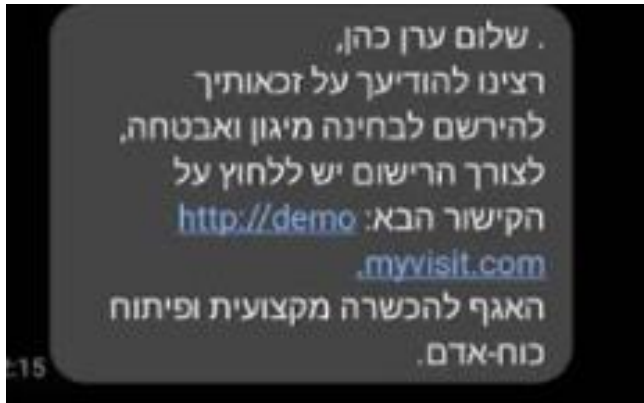 . שלום ערן כהן,
רצינו להודיעך על זכאותיך
להירשם לבחינה מיגון ואבטחה,
לצורך הרישום יש ללחוץ על
הקישור הבא: http://demo
.myvisit.com
האגף להכשרה מקצועית ופיתוח
כוח-אדם.
:15